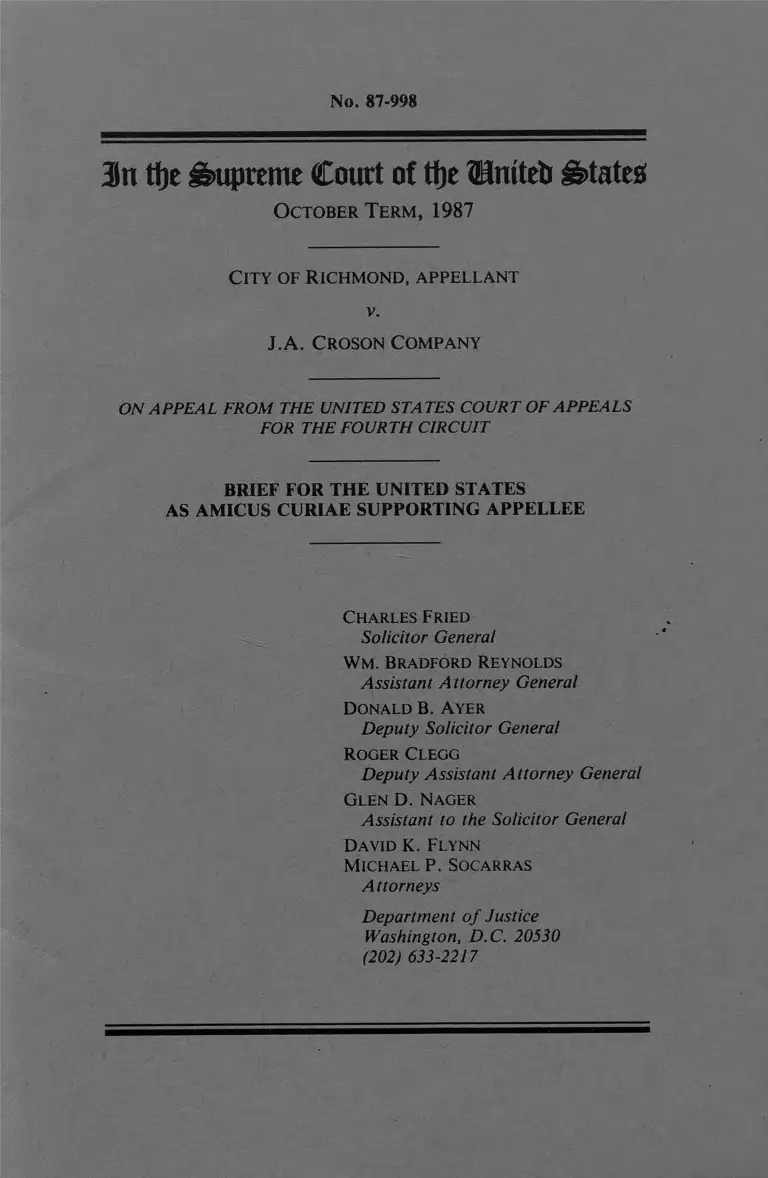 No. 87-998
In the Supreme Court of the United States
OCTOBER TERM, 1987
CITY OF RICHMOND, APPELLANT
v.
J.A. CROSON COMPANY
ON APPEAL FROM THE UNITED STATES COURT OF APPEALS
FOR THE FOURTH CIRCUIT
BRIEF FOR THE UNITED STATES
AS AMICUS CURIAE SUPPORTING APPELLEE
CHARLES FRIED
Solicitor General
WM. BRADFORD REYNOLDS
Assistant Attorney General
DONALD B. AYER
Deputy Solicitor General
ROGER CLEGG
Deputy Assistant Attorney General
GLEN D. NAGER
Assistant to the Solicitor General
DAVID K. FLYNN
MICHAEL P. SOCARRAS
Attorneys
Department of Justice
Washington, D.C. 20530
(202) 633-2217